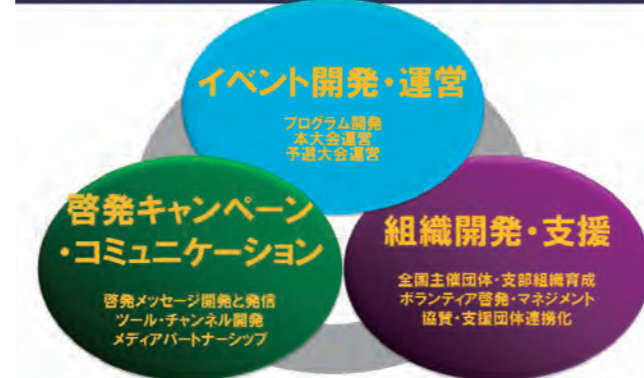 イベント開発・運営
プログラム開発
本大会運営
予選大会運営
啓発キャンペーン
・コミュニケーション
啓発メッセージ開発と発信
ツール・チャンネル開発
メディアパートナーシップ
組織開発・支援
全国主催団体・支部組織育成
ボランティア啓発・マネジメント
協賛・支援団体連携化